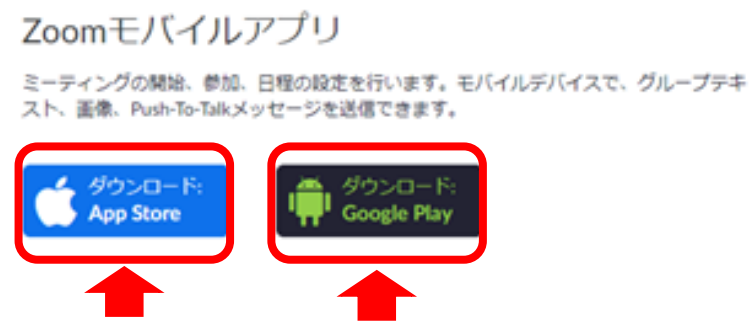 Zoomモバイルアプリ
ミーティングの開始、参加、日程の設定を行います。モバイルデバイスで、グループテキ
スト、画像、Push-To-Talkメッセージを送信できます。
ダウンロード:
App Store
ダウンロード:
Google Play